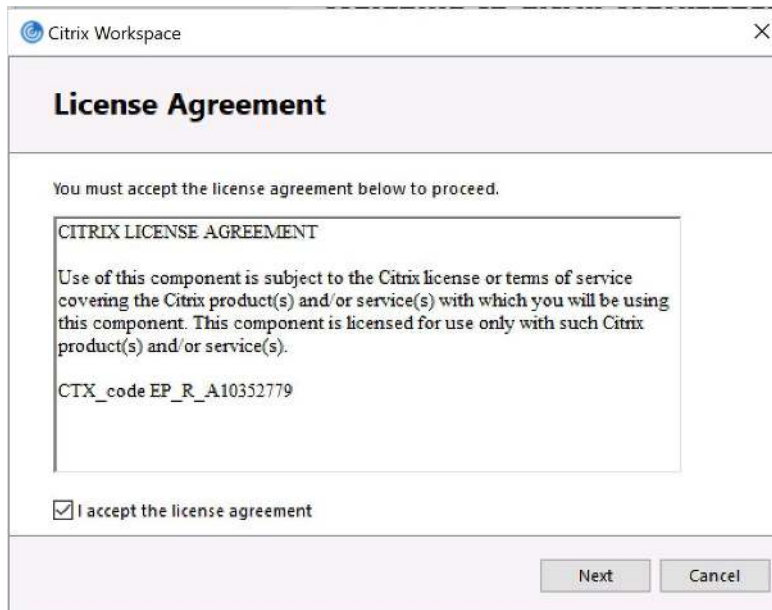 Citrix Workspace
License Agreement
You must accept the license agreement below to proceed.
CITRIX LICENSE AGREEMENT
Use of this component is subject to the Citrix license or terms of service
covering the Citrix product(s) and/or service(s) with which you will be using
this component. This component is licensed for use only with such Citrix
product(s) and/or service(s).
CTX_code EP_R_A10352779
I accept the license agreement
Next Cancel